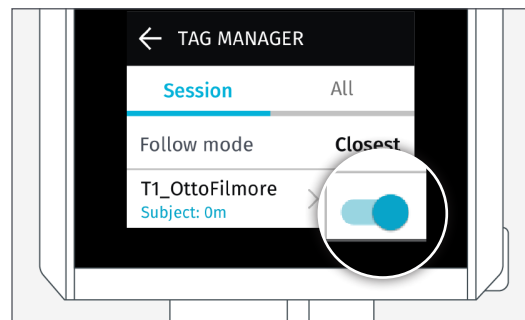 TAG MANAGER
Session All
Follow mode Closest
T1_OttoFilmore
Subject: 0m